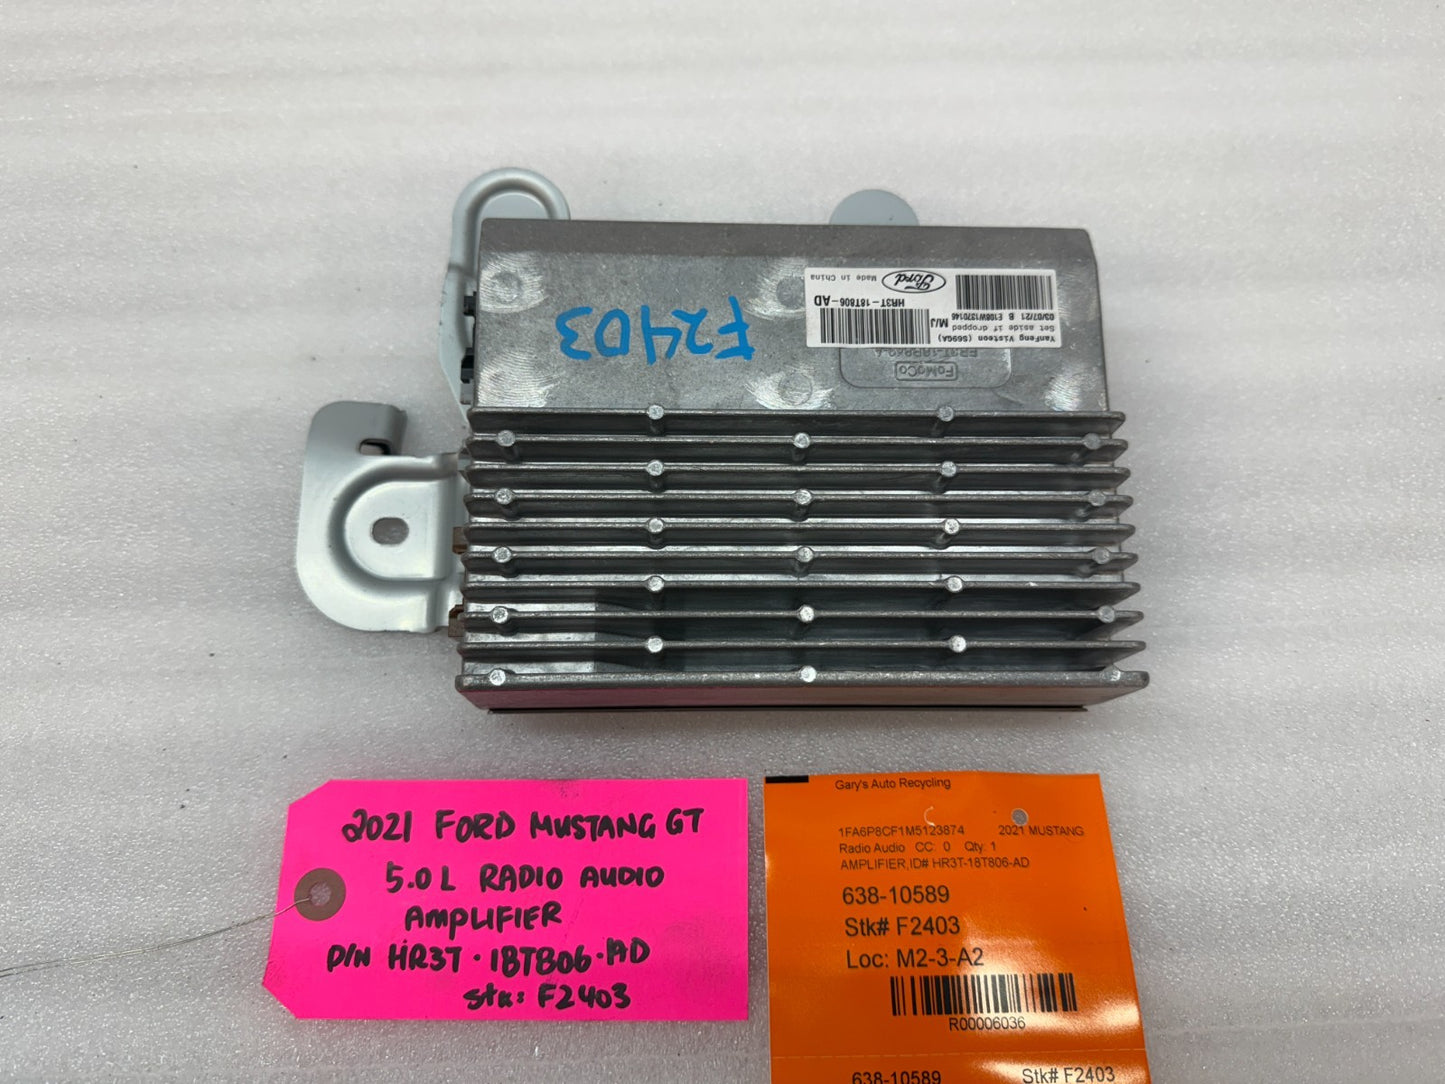 F2403
Ford
Made in China
HR3T-18T806-AD
M/J
03/07/21 B E108W1370146
Set aside if dropped
Yanfeng Visteon (S69GA)
FoMoCo
2021 FORD MUSTANG GT
5.0L RADIO AUDIO
AMPLIFIER
P/N HR3T-18T806-AD
stk: F2403
Gary's Auto Recycling
1FA6P8CF1M5123874 2021 MUSTANG
Radio Audio CC: 0 Qty: 1
AMPLIFIER,ID# HR3T-18T806-AD
638-10589
Stk# F2403
Loc: M2-3-A2
R00006036
638-10589 Stk# F2403